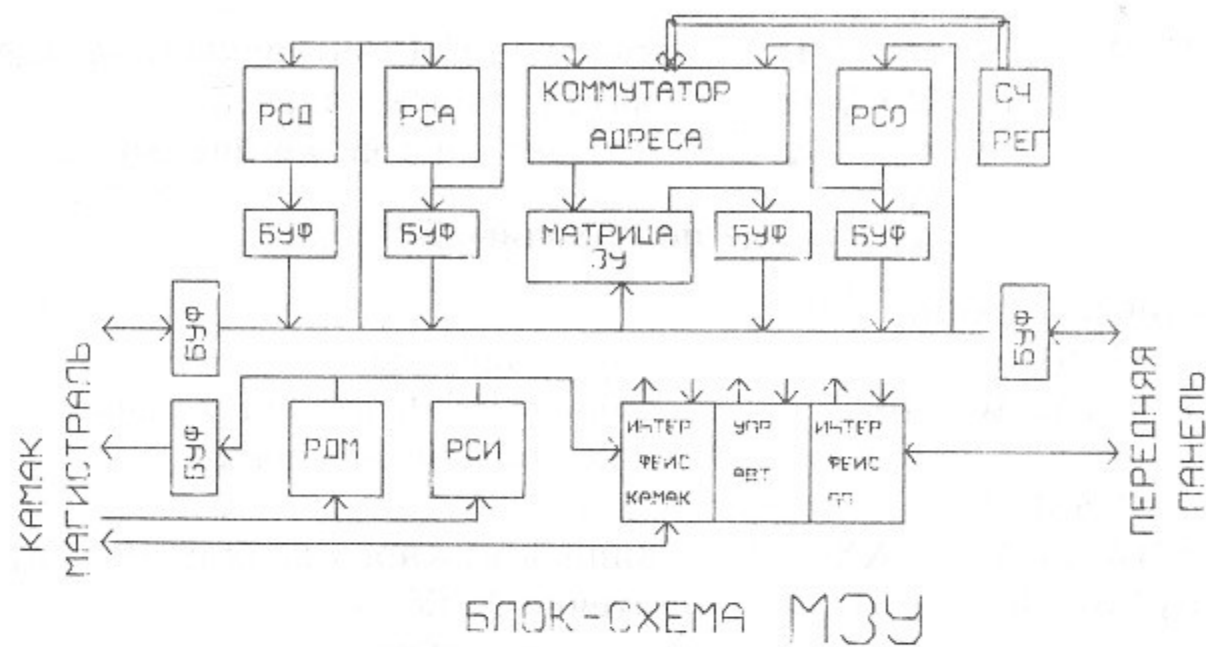 РСД
РСА
КОММУТАТОР
АДРЕСА
РСО
СЧ
РЕГ
БУФ
БУФ
МАТРИЦА
ЗУ
БУФ
БУФ
БУФ
БУФ
КАМАК
МАГИСТРАЛЬ
БУФ
РДМ
РСИ
ИНТЕР
ФЕЙС
КАМАК
УПР
АВТ
ИНТЕР
ФЕЙС
ПП
ПЕРЕДНЯЯ
ПАНЕЛЬ
БЛОК-СХЕМА МЗУ